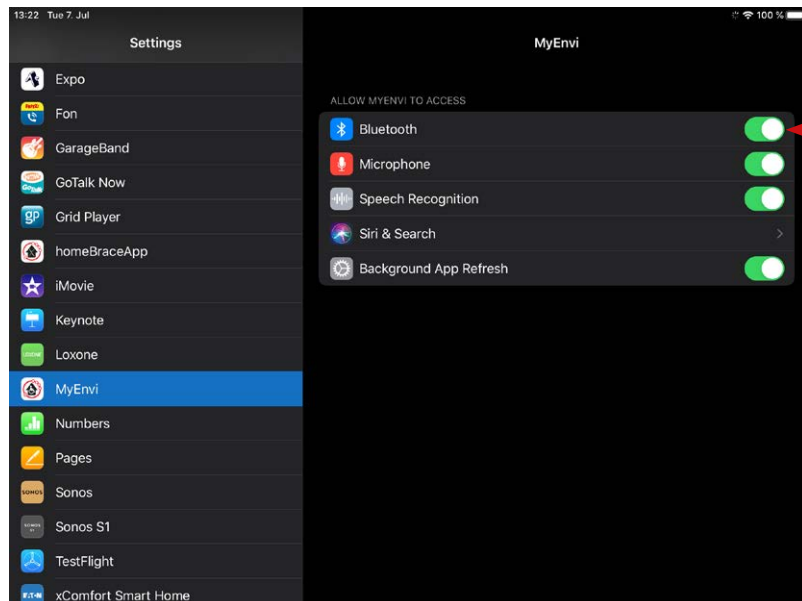 13:22 Tue 7. Jul
100 %
Settings
MyEnvi
Expo
Fon
GarageBand
GoTalk Now
Grid Player
homeBraceApp
iMovie
Keynote
Loxone
MyEnvi
Numbers
Pages
Sonos
Sonos S1
TestFlight
xComfort Smart Home
ALLOW MYENVI TO ACCESS
Bluetooth
Microphone
Speech Recognition
Siri & Search
Background App Refresh
gp
SONOS